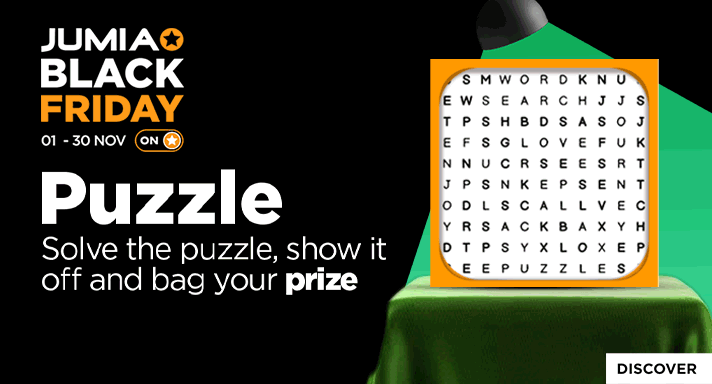 JUMIA
BLACK
FRIDAY
01 - 30 NOV ON
Puzzle
Solve the puzzle, show it
off and bag your prize
S M W O R D K N U
E W S E A R C H J J S
T P S H B D S A S O J
E F S G L O V E F U K
N N U C R S E E S R T
J P S N K E P S E N T
O D L S C A L L V E C
Y R S A C K B A X Y H
D T P S Y X L O X E P
E E P U Z Z L E S
DISCOVER